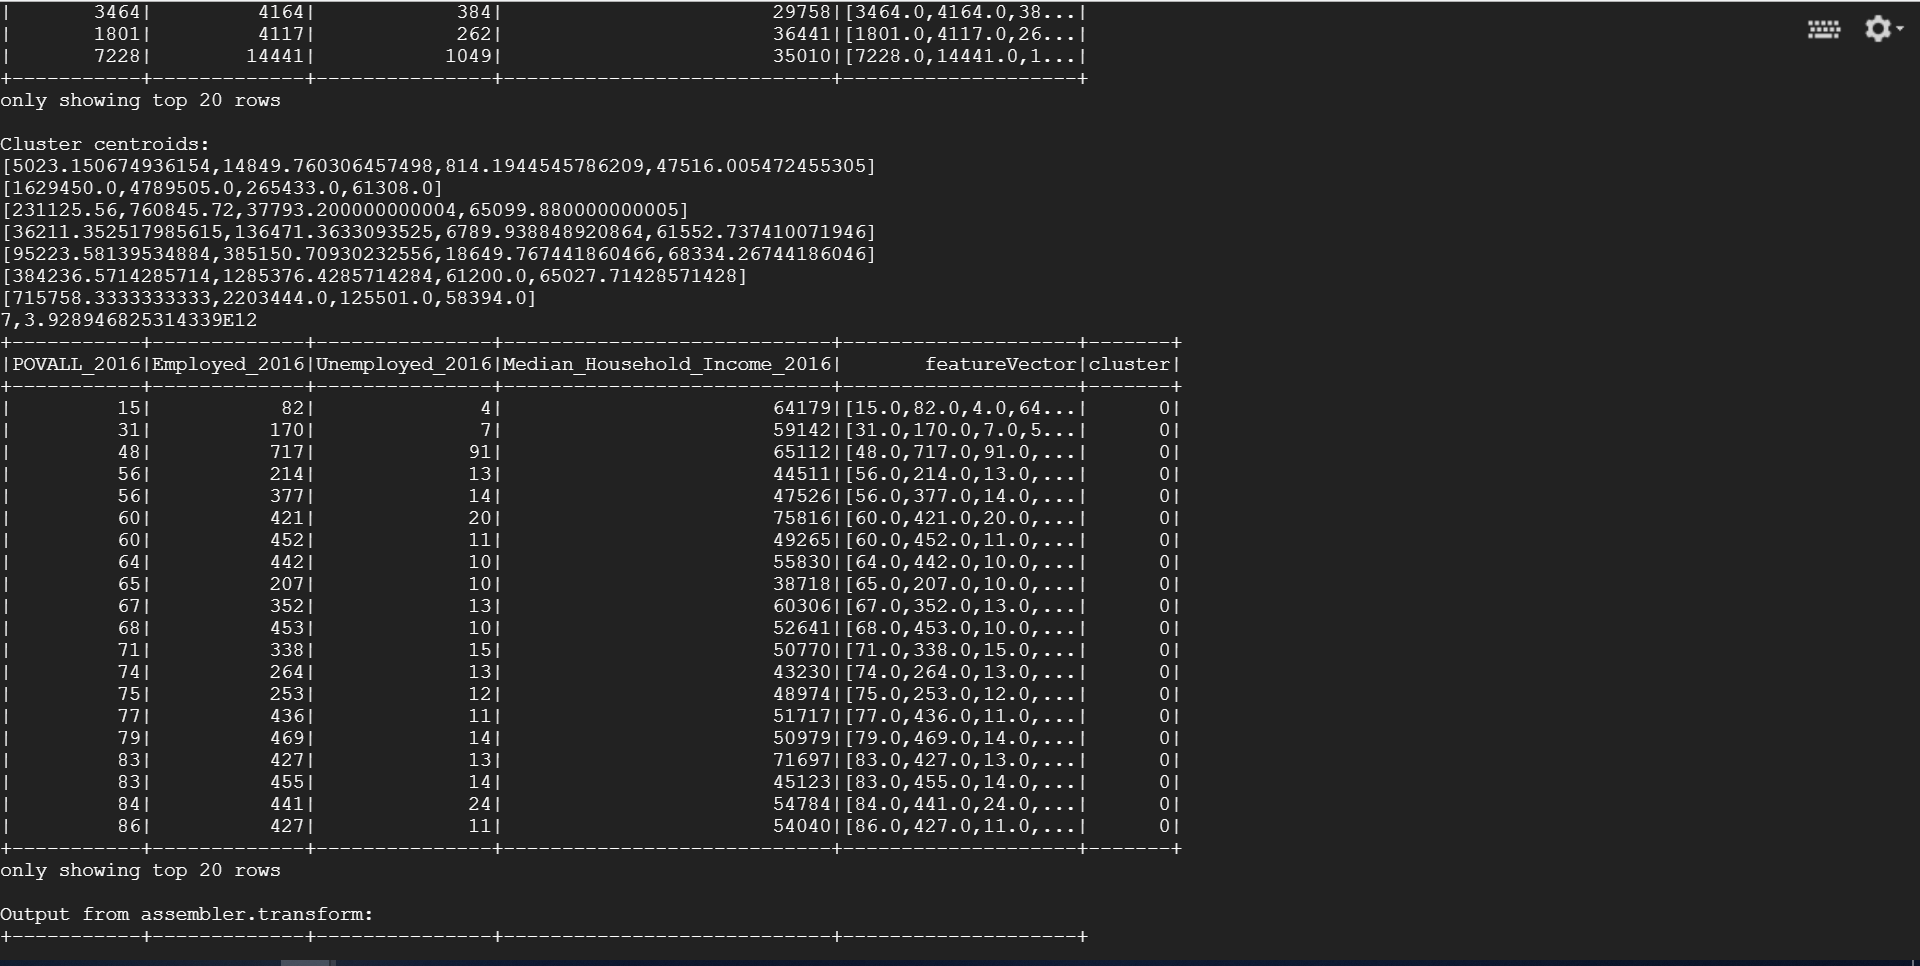 |       3464|         4164|            384|                      29758|[3464.0,4164.0,38...|
|       1801|         4117|            262|                      36441|[1801.0,4117.0,26...|
|       7228|        14441|           1049|                      35010|[7228.0,14441.0,1...|
+-----------+-------------+---------------+---------------------------+--------------------+
only showing top 20 rows
Cluster centroids:
[5023.150674936154,14849.760306457498,814.1944545786209,47516.005472455305]
[1629450.0,4789505.0,265433.0,61308.0]
[231125.56,760845.72,37793.200000000004,65099.880000000005]
[36211.352517985615,136471.3633093525,6789.938848920864,61552.737410071946]
[95223.58139534884,385150.70930232556,18649.767441860466,68334.26744186046]
[384236.5714285714,1285376.4285714284,61200.0,65027.71428571428]
[715758.3333333333,2203444.0,125501.0,58394.0]
7,3.928946825314339E12
+-----------+-------------+---------------+---------------------------+--------------------+-------+
|POVALL_2016|Employed_2016|Unemployed_2016|Median_Household_Income_2016|       featureVector|cluster|
+-----------+-------------+---------------+---------------------------+--------------------+-------+
|         15|           82|              4|                      64179|[15.0,82.0,4.0,64...|      0|
|         31|          170|              7|                      59142|[31.0,170.0,7.0,5...|      0|
|         48|          717|             91|                      65112|[48.0,717.0,91.0,...|      0|
|         56|          214|             13|                      44511|[56.0,214.0,13.0,...|      0|
|         56|          377|             14|                      47526|[56.0,377.0,14.0,...|      0|
|         60|          421|             20|                      75816|[60.0,421.0,20.0,...|      0|
|         60|          452|             11|                      49265|[60.0,452.0,11.0,...|      0|
|         64|          442|             10|                      55830|[64.0,442.0,10.0,...|      0|
|         65|          207|             10|                      38718|[65.0,207.0,10.0,...|      0|
|         67|          352|             13|                      60306|[67.0,352.0,13.0,...|      0|
|         68|          453|             10|                      52641|[68.0,453.0,10.0,...|      0|
|         71|          338|             15|                      50770|[71.0,338.0,15.0,...|      0|
|         74|          264|             13|                      43230|[74.0,264.0,13.0,...|      0|
|         75|          253|             12|                      48974|[75.0,253.0,12.0,...|      0|
|         77|          436|             11|                      51717|[77.0,436.0,11.0,...|      0|
|         79|          469|             14|                      50979|[79.0,469.0,14.0,...|      0|
|         83|          427|             13|                      71697|[83.0,427.0,13.0,...|      0|
|         83|          455|             14|                      45123|[83.0,455.0,14.0,...|      0|
|         84|          441|             24|                      54784|[84.0,441.0,24.0,...|      0|
|         86|          427|             11|                      54040|[86.0,427.0,11.0,...|      0|
+-----------+-------------+---------------+---------------------------+--------------------+-------+
only showing top 20 rows
Output from assembler.transform:
+-----------+-------------+---------------+---------------------------+--------------------+